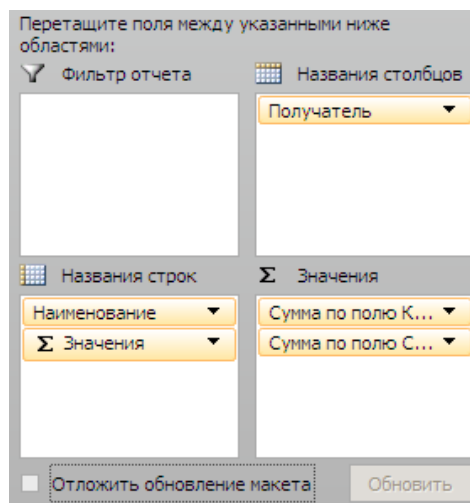 Перетащите поля между указанными ниже
областями:
Фильтр отчета
Названия столбцов
Получатель
Названия строк
Σ Значения
Наименование
Σ Значения
Сумма по полю К...
Сумма по полю С...
Отложить обновление макета
Обновить